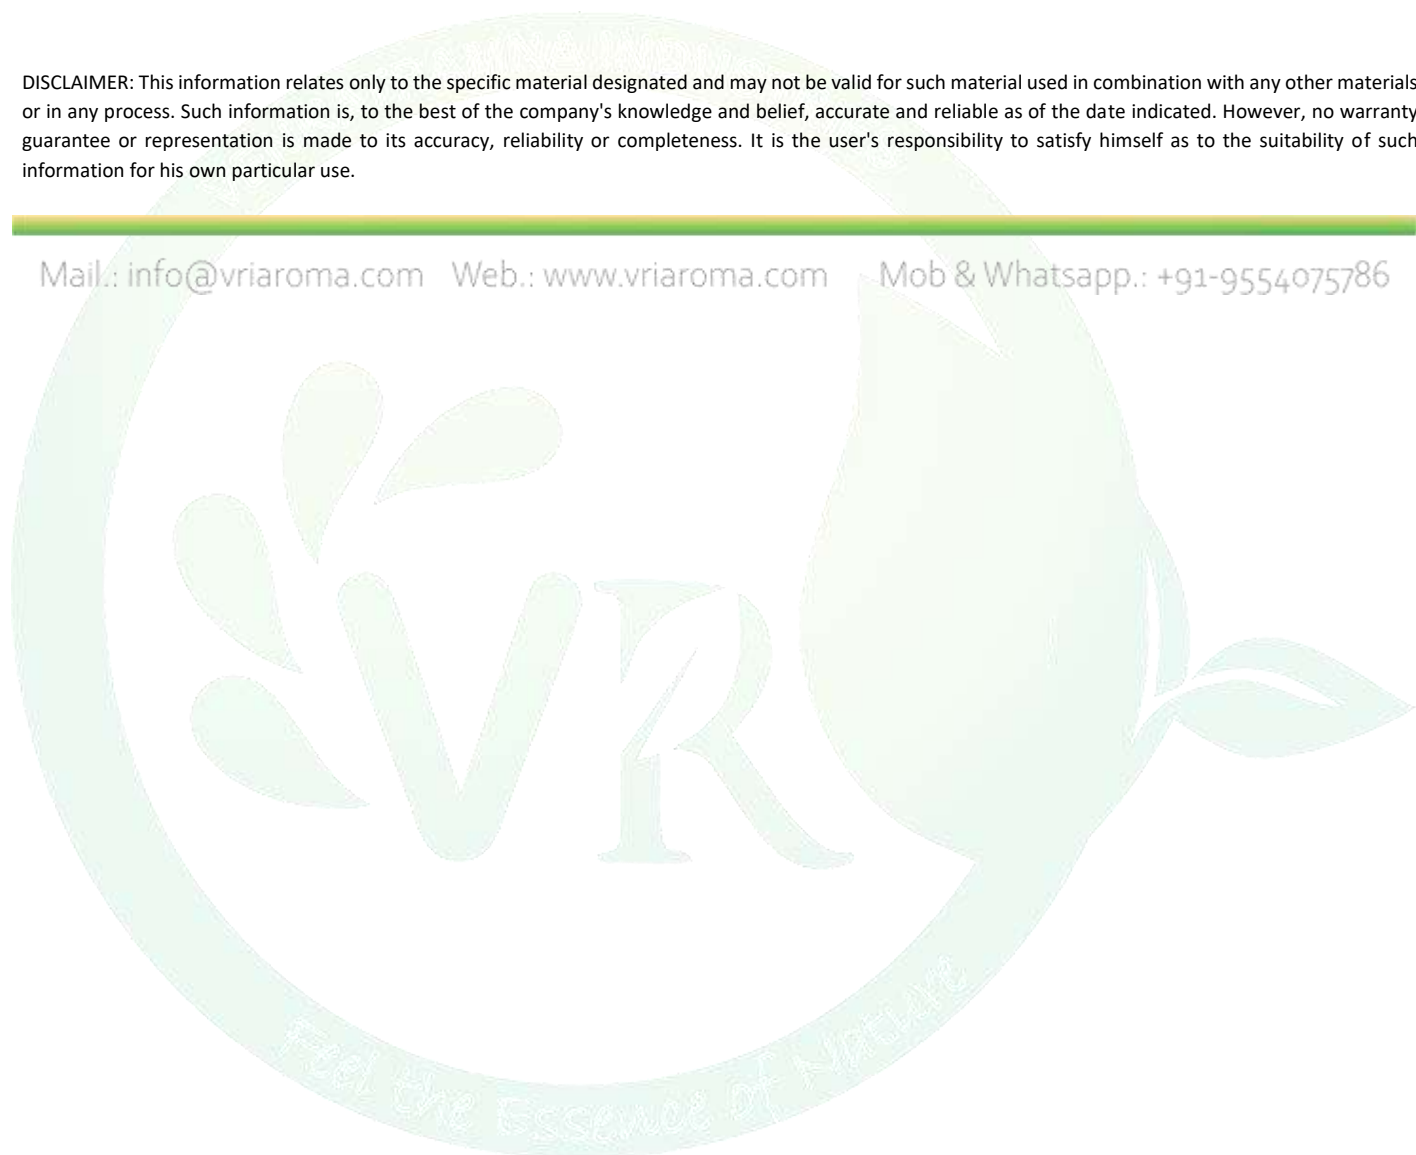 DISCLAIMER: This information relates only to the specific material designated and may not be valid for such material used in combination with any other materials
or in any process. Such information is, to the best of the company's knowledge and belief, accurate and reliable as of the date indicated. However, no warranty
guarantee or representation is made to its accuracy, reliability or completeness. It is the user's responsibility to satisfy himself as to the suitability of such
information for his own particular use.
Mail.: info@vriaroma.com Web.: www.vriaroma.com Mob & Whatsapp.: +91-9554075786
VR
Feel the Essence of Nature